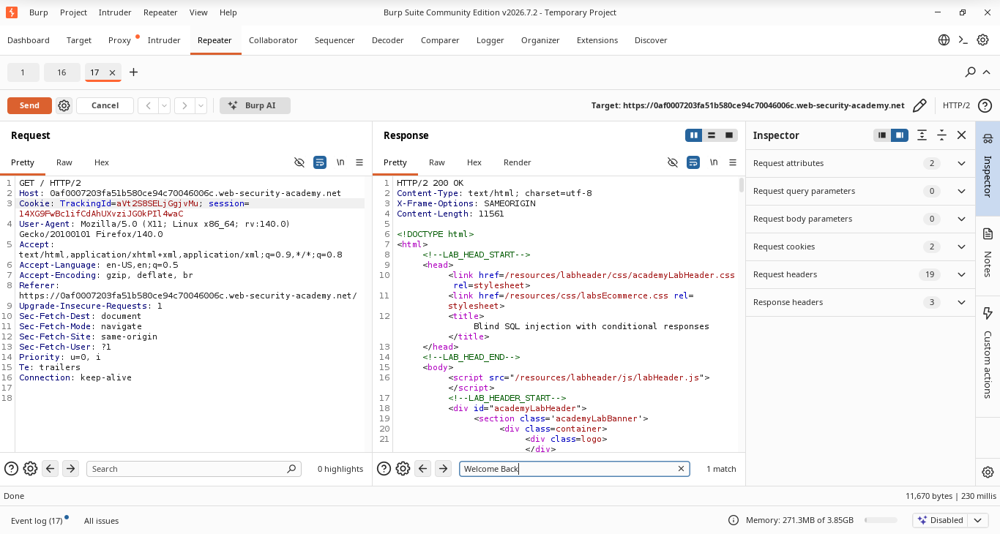 Burp Project Intruder Repeater View Help Burp Suite Community Edition v2026.7.2 - Temporary Project
Dashboard Target Proxy Intruder Repeater Collaborator Sequencer Decoder Comparer Logger Organizer Extensions Discover
1 16 17
Send Cancel Burp AI Target: https://0af0007203fa51b580ce94c70046006c.web-security-academy.net HTTP/2
Request
Pretty Raw Hex \n
1 GET / HTTP/2
2 Host: 0af0007203fa51b580ce94c70046006c.web-security-academy.net
3 Cookie: TrackingId=aVt2S8SELjGgjvMu; session=
14XG9FwBc1ifCdAhUXvziJG0kPIl4waC
4 User-Agent: Mozilla/5.0 (X11; Linux x86_64; rv:140.0)
Gecko/20100101 Firefox/140.0
5 Accept:
text/html,application/xhtml+xml,application/xml;q=0.9,*/*;q=0.8
6 Accept-Language: en-US,en;q=0.5
7 Accept-Encoding: gzip, deflate, br
8 Referer:
https://0af0007203fa51b580ce94c70046006c.web-security-academy.net/
9 Upgrade-Insecure-Requests: 1
10 Sec-Fetch-Dest: document
11 Sec-Fetch-Mode: navigate
12 Sec-Fetch-Site: same-origin
13 Sec-Fetch-User: ?1
14 Priority: u=0, i
15 Te: trailers
16 Connection: keep-alive
17
18
Search 0 highlights
Response
Pretty Raw Hex Render \n
1 HTTP/2 200 OK
2 Content-Type: text/html; charset=utf-8
3 X-Frame-Options: SAMEORIGIN
4 Content-Length: 11561
5
6 <!DOCTYPE html>
7 <html>
8 <!--LAB_HEAD_START-->
9 <head>
10 <link href=/resources/labheader/css/academyLabHeader.css
rel=stylesheet>
11 <link href=/resources/css/labsEcommerce.css rel=
stylesheet>
12 <title>
Blind SQL injection with conditional responses
</title>
13 </head>
14 <!--LAB_HEAD_END-->
15 <body>
16 <script src="/resources/labheader/js/labHeader.js">
</script>
17 <!--LAB_HEADER_START-->
18 <div id="academyLabHeader">
19 <section class='academyLabBanner'>
20 <div class=container>
21 <div class=logo>
</div>
Welcome Back 1 match
Inspector
Request attributes 2
Request query parameters 0
Request body parameters 0
Request cookies 2
Request headers 19
Response headers 3
Inspector
Notes
Custom actions
Done 11,670 bytes | 230 millis
Event log (17) All issues Memory: 271.3MB of 3.85GB Disabled